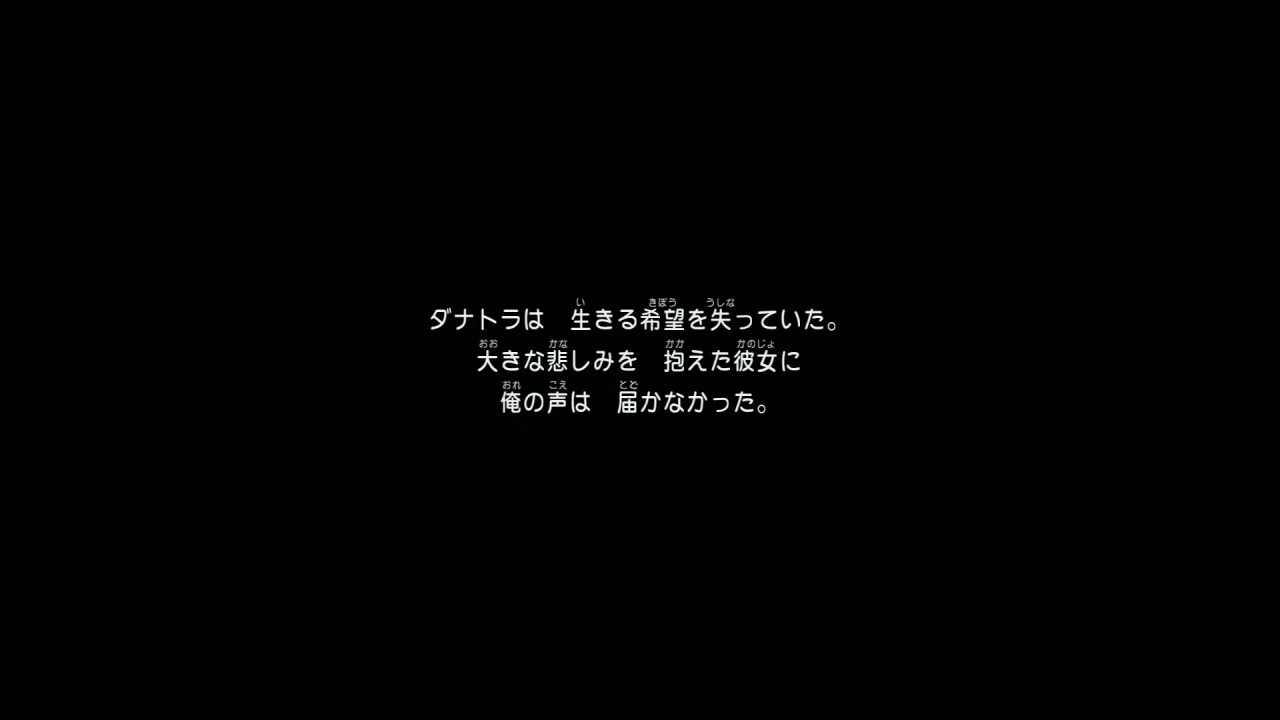 ダナトラは　生きる希望を失っていた。
大きな悲しみを　抱えた彼女に
俺の声は　届かなかった。